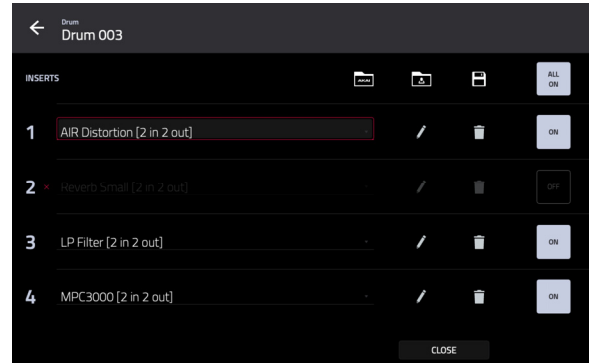 Drum
Drum 003
INSERTS
AKAI
ALL
ON
1 AIR Distortion [2 in 2 out] ON
2 × Reverb Small [2 in 2 out] OFF
3 LP Filter [2 in 2 out] ON
4 MPC3000 [2 in 2 out] ON
CLOSE